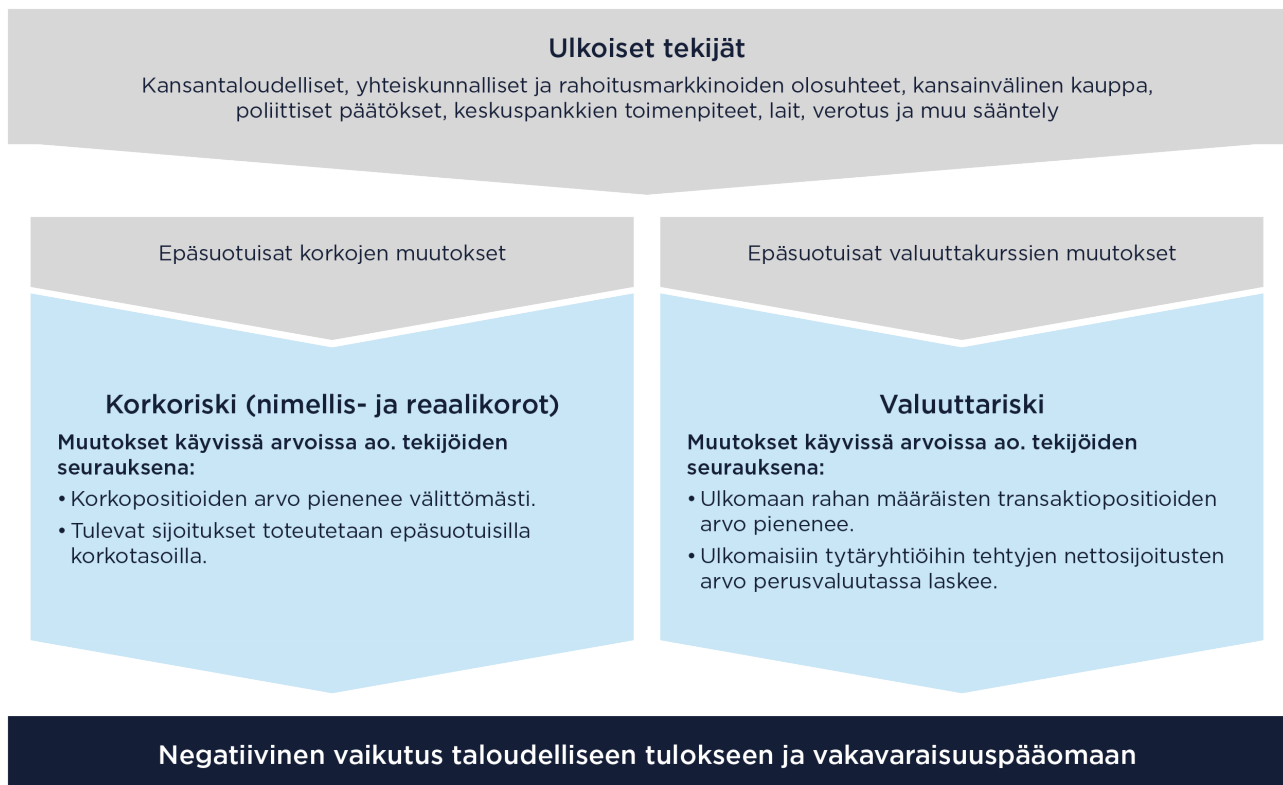 Ulkoiset tekijät
Kansantaloudelliset, yhteiskunnalliset ja rahoitusmarkkinoiden olosuhteet, kansainvälinen kauppa,
poliittiset päätökset, keskuspankkien toimenpiteet, lait, verotus ja muu sääntely
Epäsuotuisat korkojen muutokset
Korkoriski (nimellis- ja reaalikorot)
Muutokset käyvissä arvoissa ao. tekijöiden
seurauksena:
• Korkopositioiden arvo pienenee välittömästi.
• Tulevat sijoitukset toteutetaan epäsuotuisilla
korkotasoilla.
Epäsuotuisat valuuttakurssien muutokset
Valuuttariski
Muutokset käyvissä arvoissa ao. tekijöiden
seurauksena:
• Ulkomaan rahan määräisten transaktiopositioiden
arvo pienenee.
• Ulkomaisiin tytäryhtiöihin tehtyjen nettosijoitusten
arvo perusvaluutassa laskee.
Negatiivinen vaikutus taloudelliseen tulokseen ja vakavaraisuuspääomaan